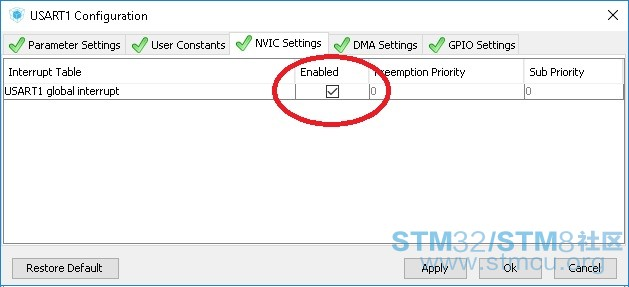 USART1 Configuration
Parameter Settings User Constants NVIC Settings DMA Settings GPIO Settings
Interrupt Table Enabled Preemption Priority Sub Priority
USART1 global interrupt 0 0
STM32/STM8社区
www.stmcu.org
Restore Default Apply Ok Cancel